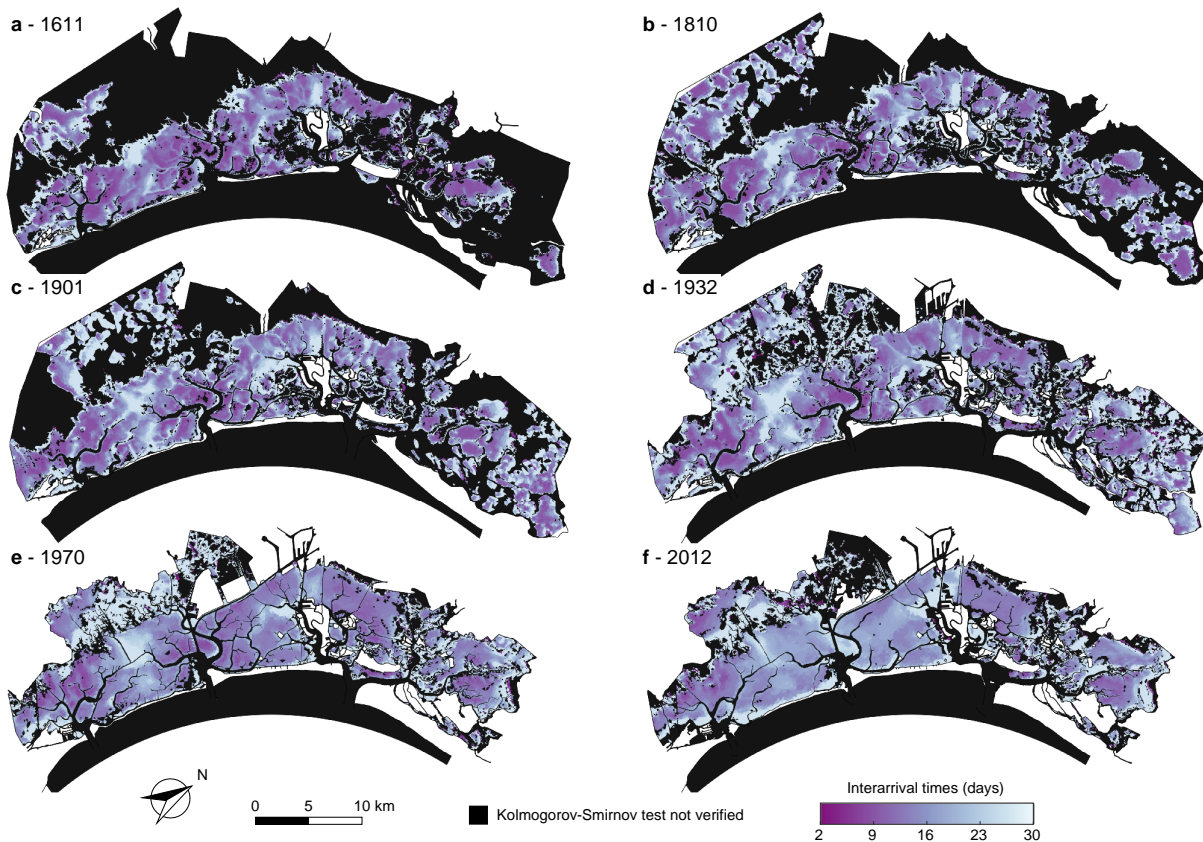 a - 1611
b - 1810
c - 1901
d - 1932
e - 1970
f - 2012
N
0 5 10 km
Kolmogorov-Smirnov test not verified
Interarrival times (days)
2 9 16 23 30